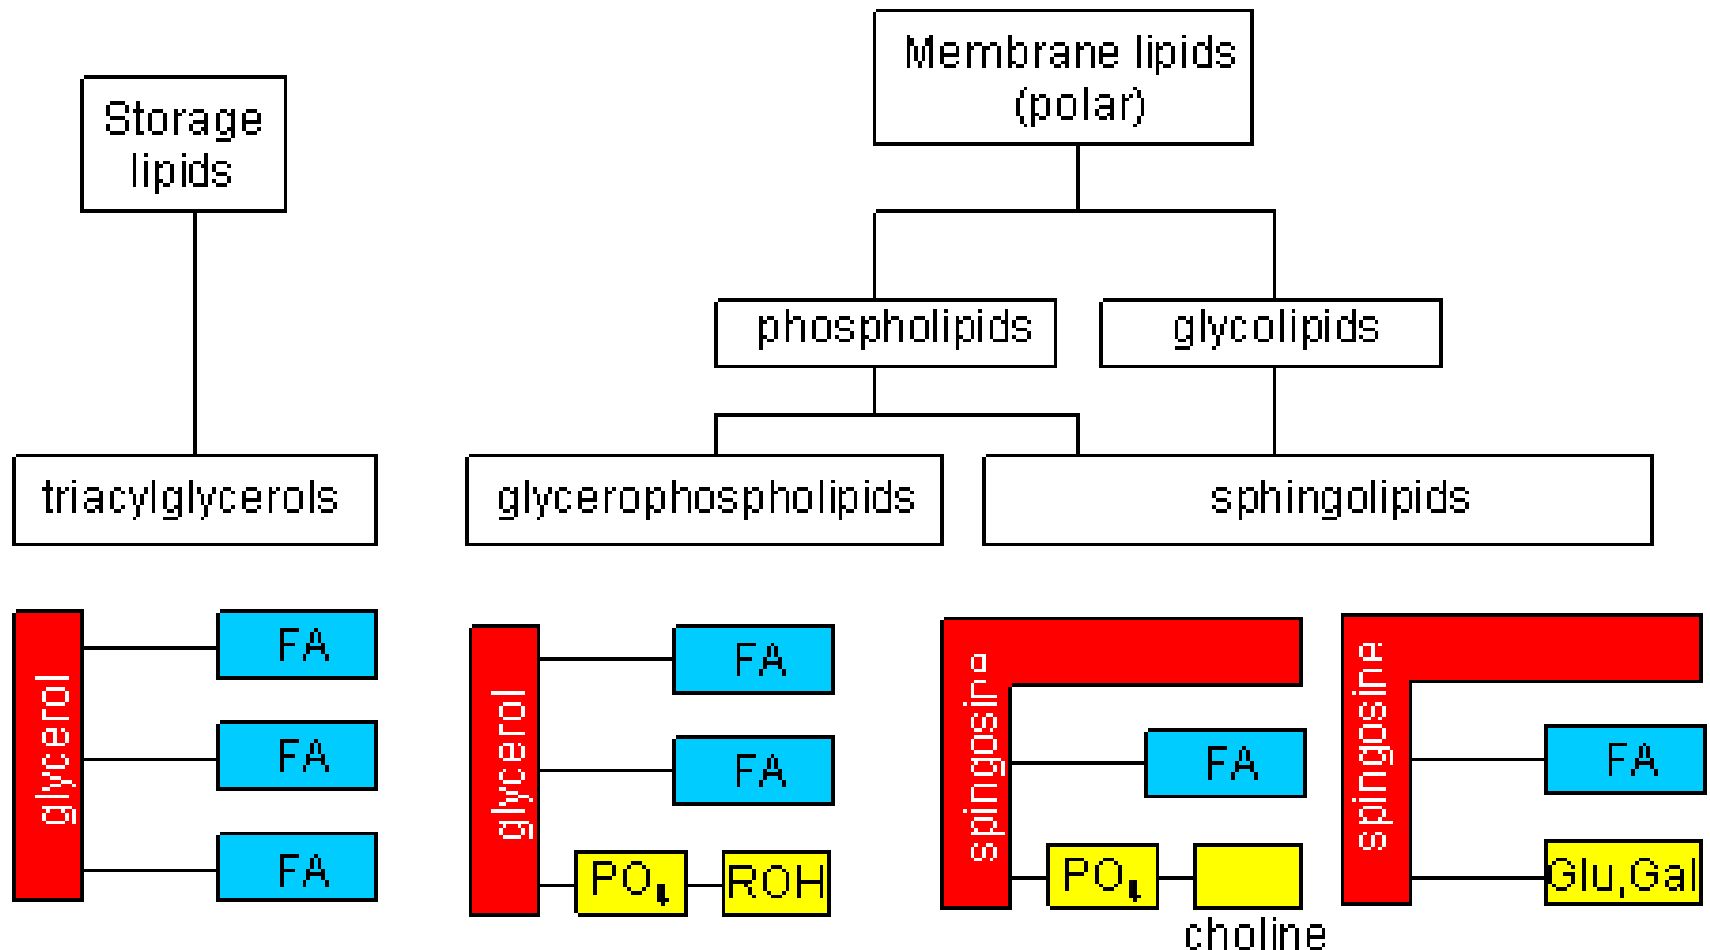 Membrane lipids
(polar)
Storage
lipids
phospholipids
glycolipids
triacylglycerols
glycerophospholipids
sphingolipids
glycerol
FA
FA
FA
glycerol
FA
FA
PO4
ROH
spingosine
FA
PO4
choline
spingosine
FA
Glu,Gal